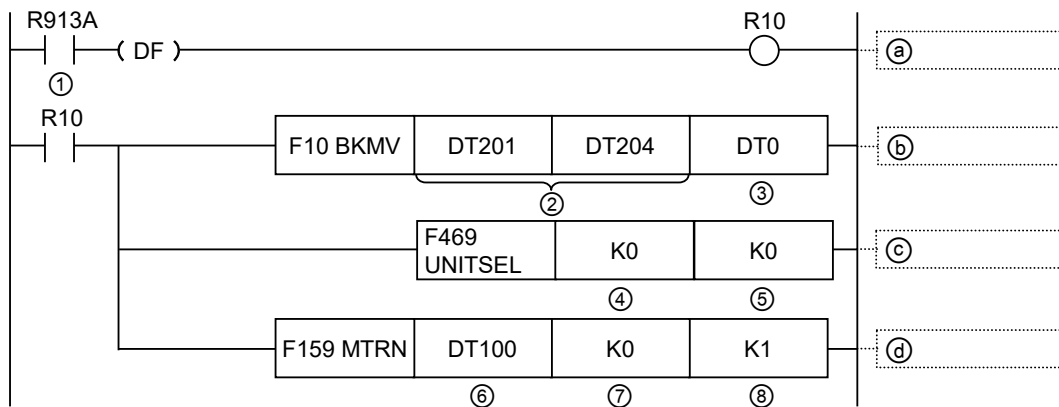 R913A
R10
( DF )
ⓐ
①
R10
F10 BKMV DT201 DT204 DT0
ⓑ
② ③
F469
UNITSEL
K0 K0
ⓒ
④ ⑤
F159 MTRN DT100 K0 K1
ⓓ
⑥ ⑦ ⑧